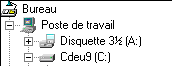 Bureau
Poste de travail
Disquette 3½ (A:)
Cdeu9 (C:)